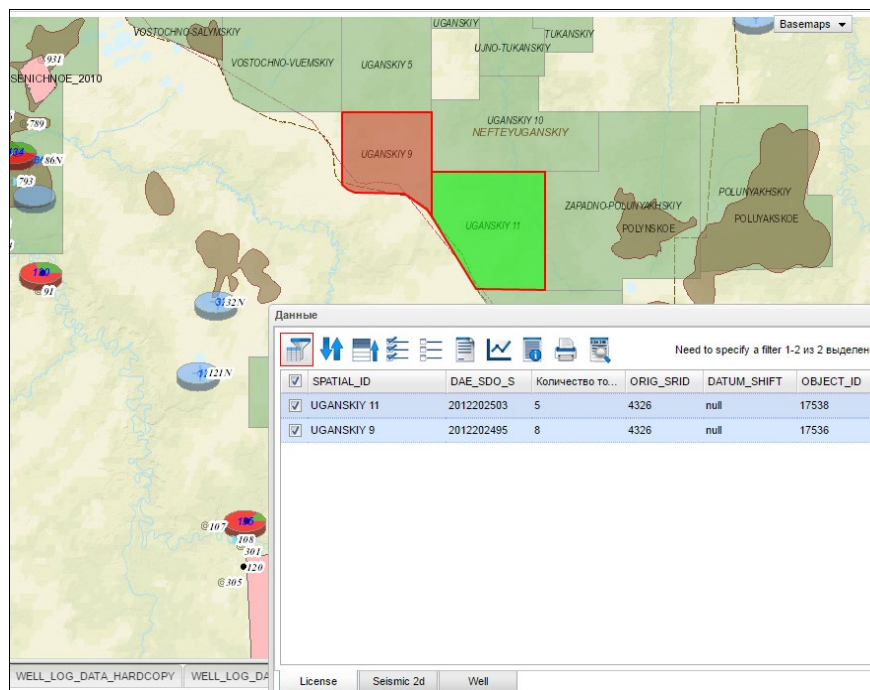 UGANSKIY
VOSTOCHNO-SALYMSKIY
TUKANSKIY
Basemaps
UJNO-TUKANSKIY
931
VOSTOCHNO-VUEMSKIY
UGANSKIY 5
SENICHNOE_2010
789
UGANSKIY 10
NEFTEYUGANSKIY
134
86N
UGANSKIY 9
793
POLUNYAKHSKIY
ZAPADNO-POLUNYAKHSKIY
POLUYAKSKOE
UGANSKIY 11
POLYNSKOE
91
32N
Данные
Need to specify a filter 1-2 из 2 выделен
121N
SPATIAL_ID DAE_SDO_S Количество то... ORIG_SRID DATUM_SHIFT OBJECT_ID
UGANSKIY 11 2012202503 5 4326 null 17538
UGANSKIY 9 2012202495 8 4326 null 17536
107
108
301
120
305
WELL_LOG_DATA_HARDCOPY WELL_LOG_DA
License Seismic 2d Well